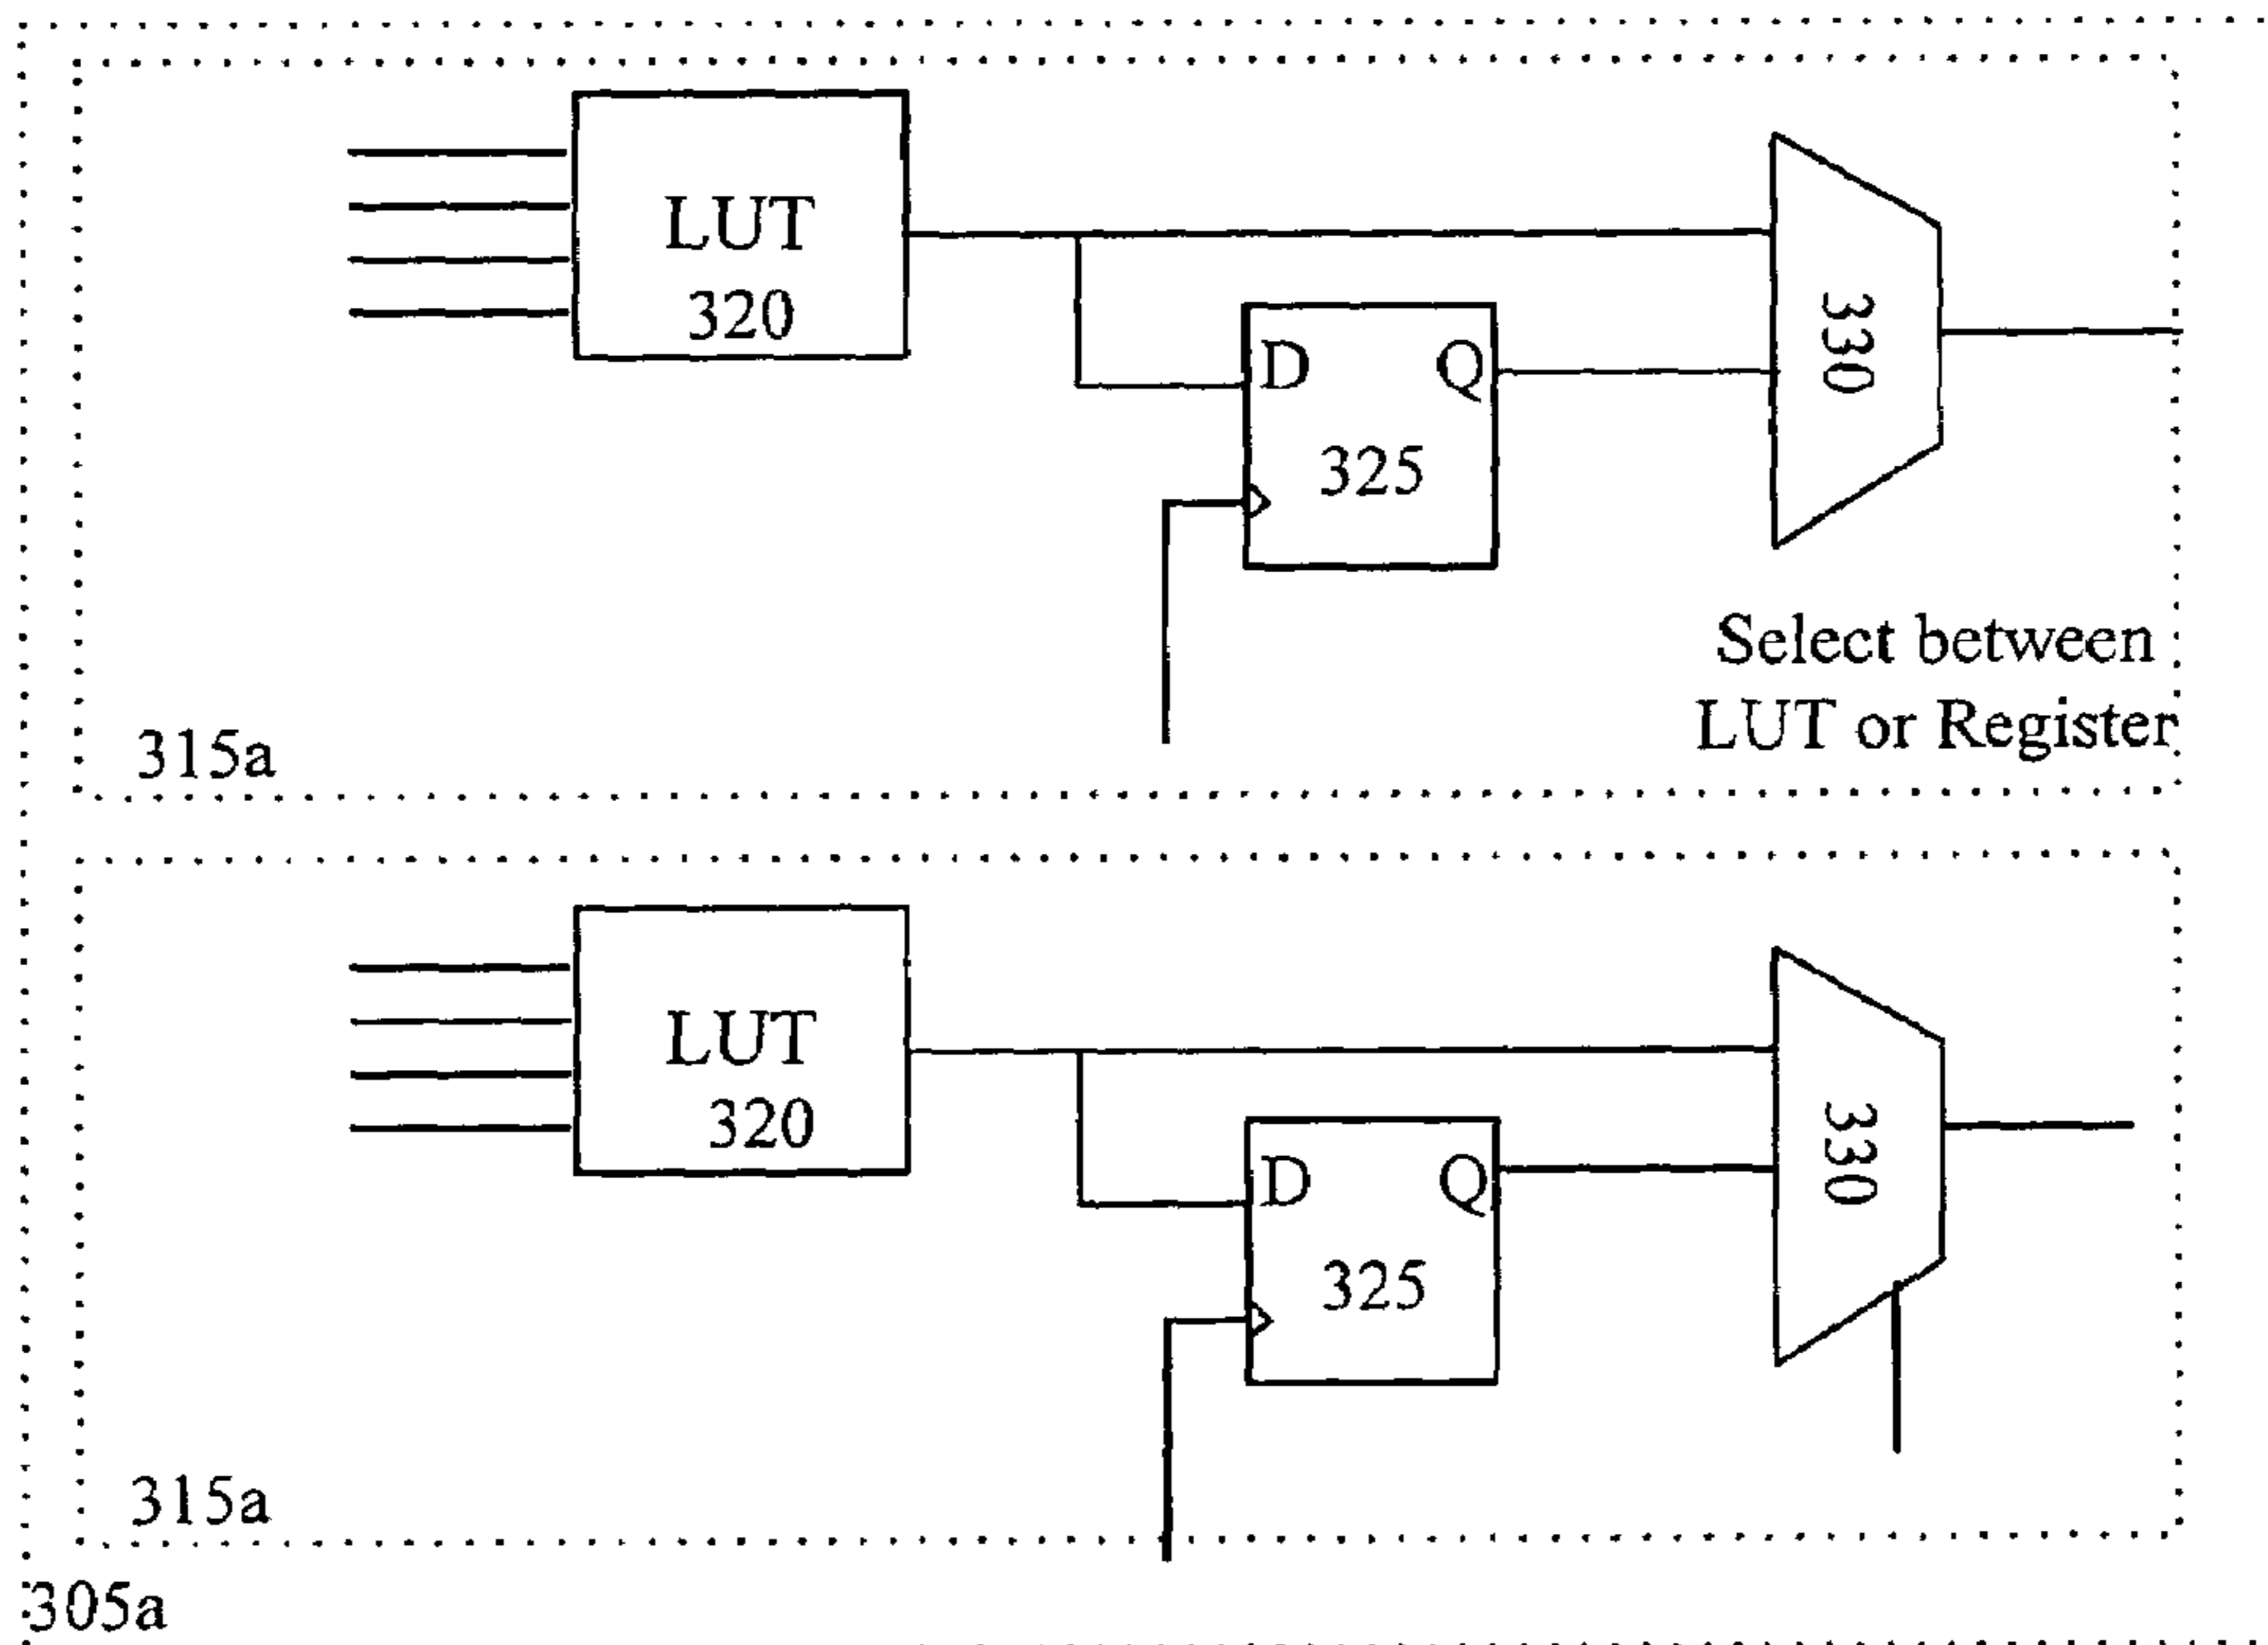 LUT
320
330
D Q
325
Select between
LUT or Register
315a
LUT
320
330
D Q
325
315a
305a